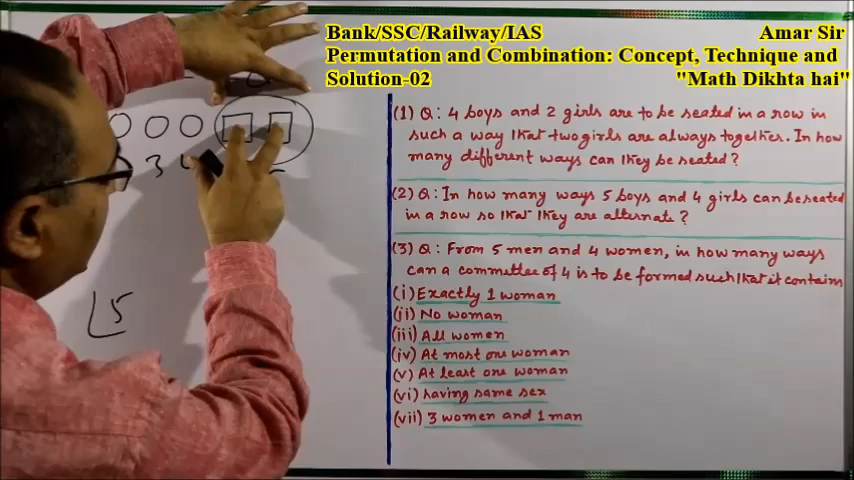 Bank/SSC/Railway/IAS Amar Sir
Permutation and Combination: Concept, Technique and
Solution-02 "Math Dikhta hai"
(1) Q: 4 boys and 2 girls are to be seated in a row in
such a way that two girls are always together. In how
many different ways can they be seated?
(2) Q: In how many ways 5 boys and 4 girls can be seated
in a row so that they are alternate?
(3) Q: From 5 men and 4 women, in how many ways
can a committee of 4 is to be formed such that it contains
(i) Exactly 1 woman
(ii) No woman
(iii) All women
(iv) At most one woman
(v) At least one woman
(vi) having same sex
(vii) 3 women and 1 man
3
5